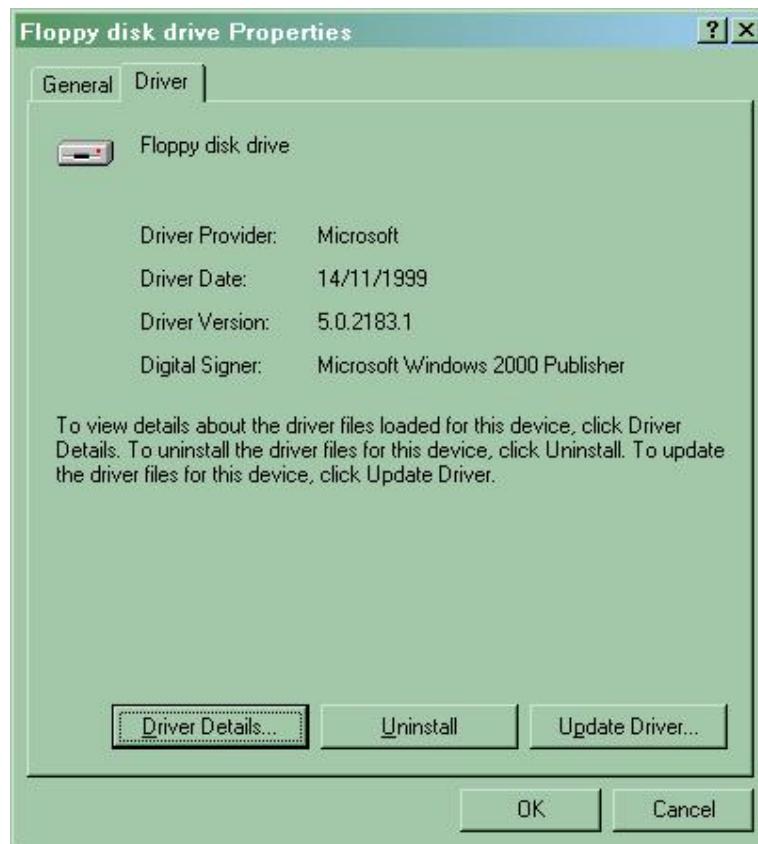 Floppy disk drive Properties
? ×
General Driver
Floppy disk drive
Driver Provider: Microsoft
Driver Date: 14/11/1999
Driver Version: 5.0.2183.1
Digital Signer: Microsoft Windows 2000 Publisher
To view details about the driver files loaded for this device, click Driver
Details. To uninstall the driver files for this device, click Uninstall. To update
the driver files for this device, click Update Driver.
Driver Details... Uninstall Update Driver...
OK Cancel